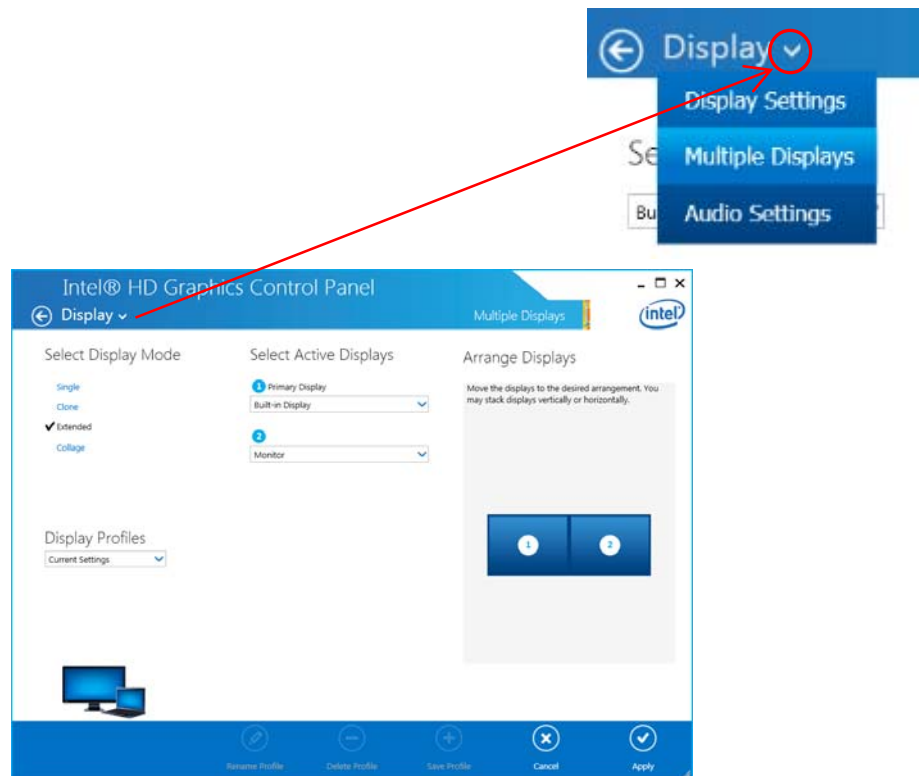 Display
Display Settings
Se
Multiple Displays
Bu
Audio Settings
Intel® HD Graphics Control Panel
Display
Multiple Displays
intel
Select Display Mode
Single
Clone
Extended
Collage
Select Active Displays
1 Primary Display
Built-in Display
2
Monitor
Arrange Displays
Move the displays to the desired arrangement. You
may stack displays vertically or horizontally.
1 2
Display Profiles
Current Settings
Rename Profile Delete Profile Save Profile Cancel Apply